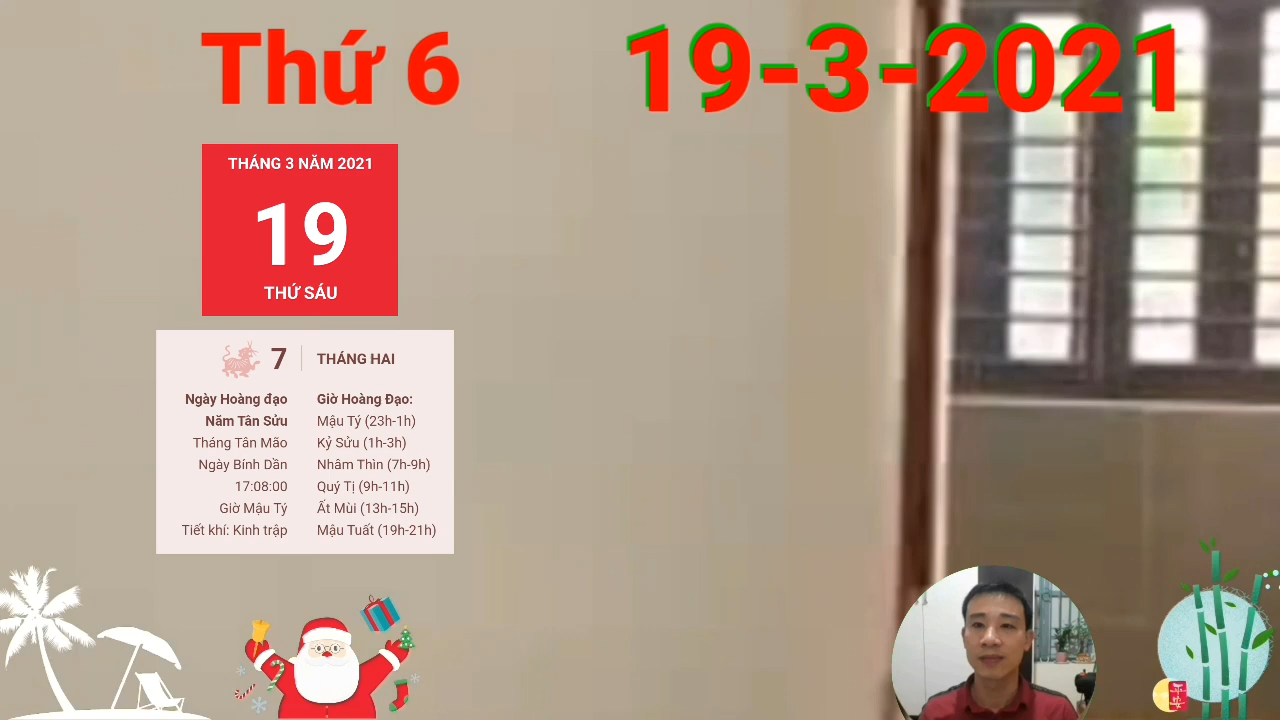 Thứ 6 19-3-2021
THÁNG 3 NĂM 2021
19
THỨ SÁU
7 THÁNG HAI
Ngày Hoàng đạo
Năm Tân Sửu
Tháng Tân Mão
Ngày Bính Dần
17:08:00
Giờ Mậu Tý
Tiết khí: Kinh trập
Giờ Hoàng Đạo:
Mậu Tý (23h-1h)
Kỷ Sửu (1h-3h)
Nhâm Thìn (7h-9h)
Quý Tị (9h-11h)
Ất Mùi (13h-15h)
Mậu Tuất (19h-21h)